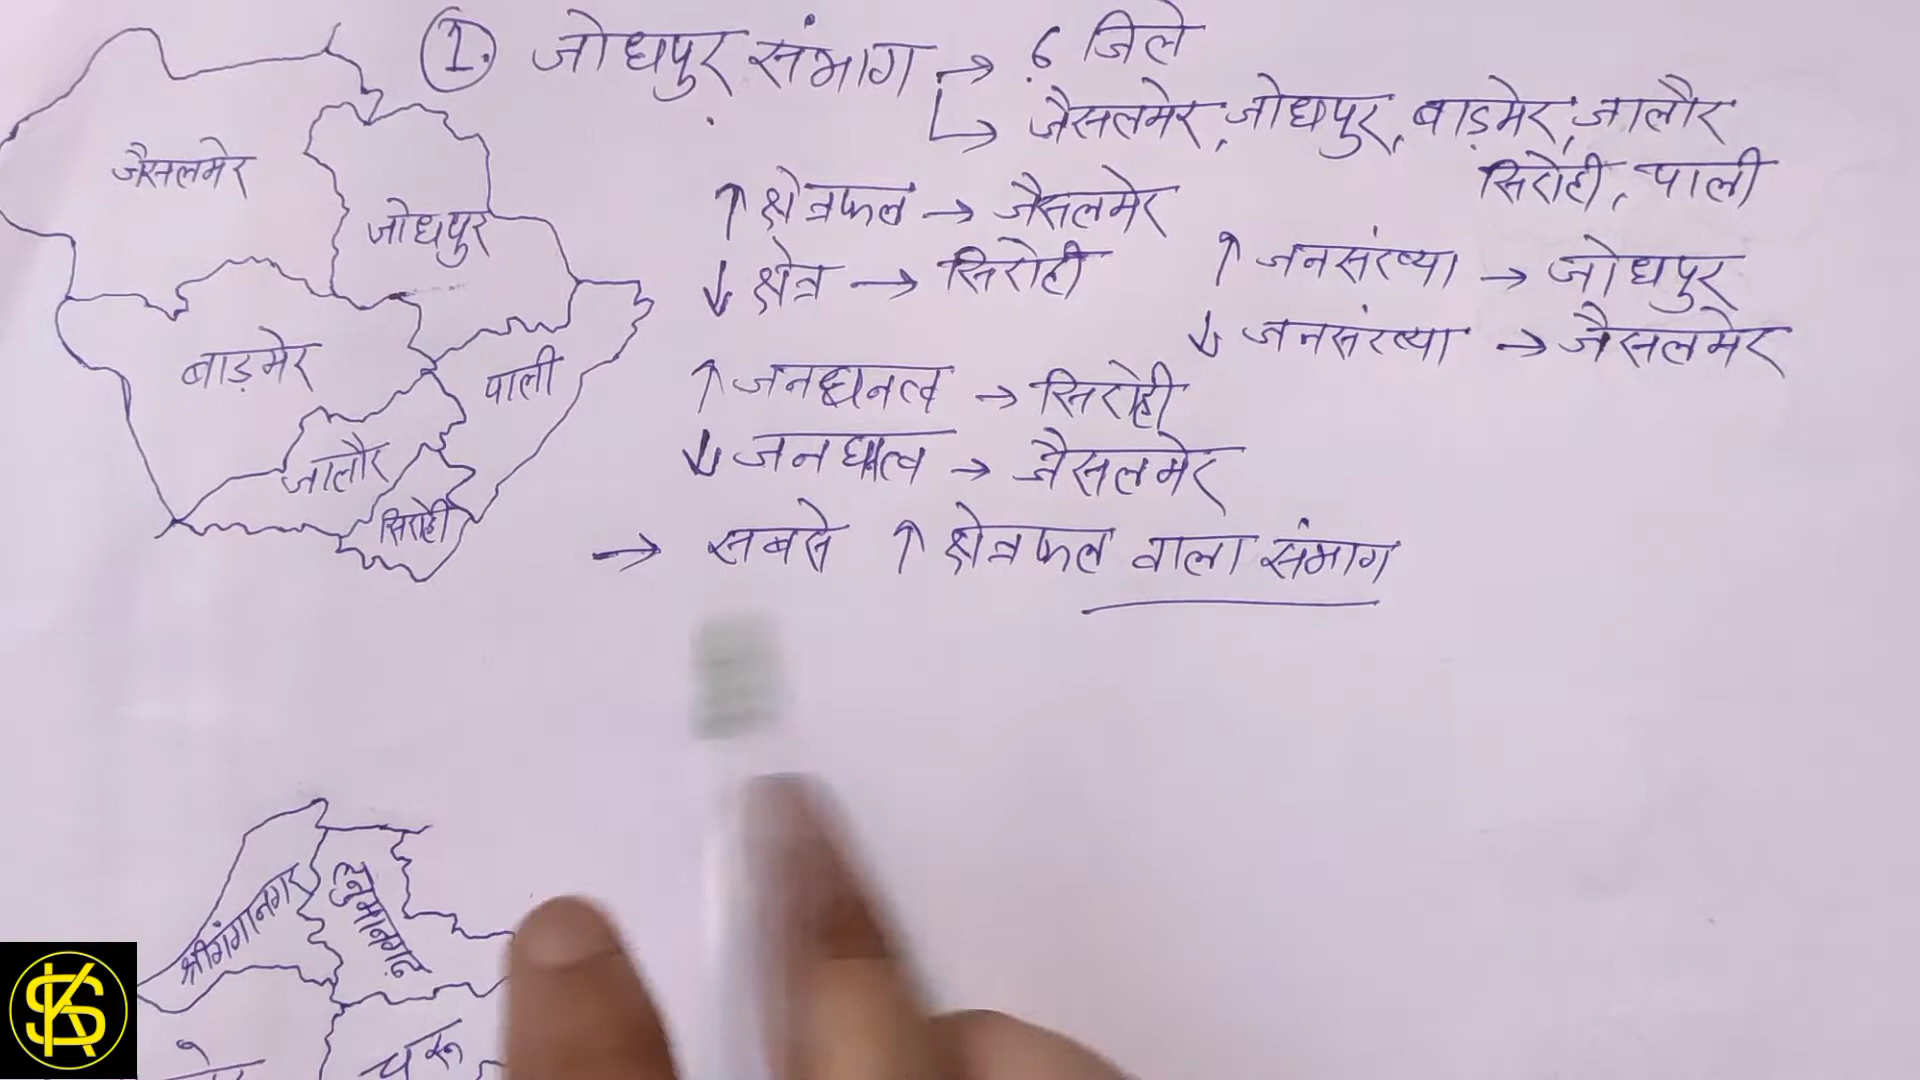 1. जोधपुर संभाग → 6 जिले
→ जैसलमेर, जोधपुर, बाड़मेर, जालौर
सिरोही, पाली
↑ क्षेत्रफल → जैसलमेर
↓ क्षेत्र → सिरोही
↑ जनसंख्या → जोधपुर
↓ जनसंख्या → जैसलमेर
↑ जनघनत्व → सिरोही
↓ जनघनत्व → जैसलमेर
→ सबसे ↑ क्षेत्रफल वाला संभाग
जैसलमेर
जोधपुर
बाड़मेर
पाली
जालौर
सिरोही
श्रीगंगानगर
हनुमानगढ़
चूरू